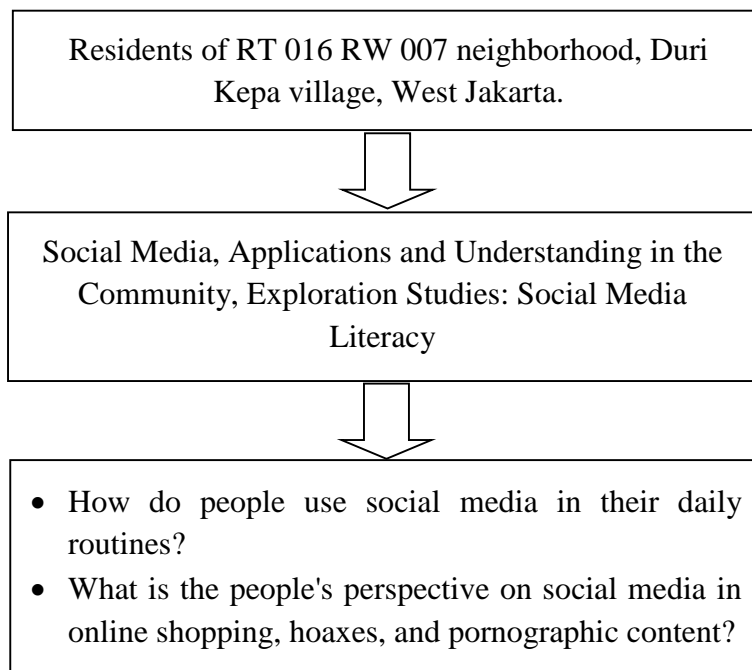 Residents of RT 016 RW 007 neighborhood, Duri
Kepa village, West Jakarta.
Social Media, Applications and Understanding in the
Community, Exploration Studies: Social Media
Literacy
• How do people use social media in their daily
routines?
• What is the people's perspective on social media in
online shopping, hoaxes, and pornographic content?